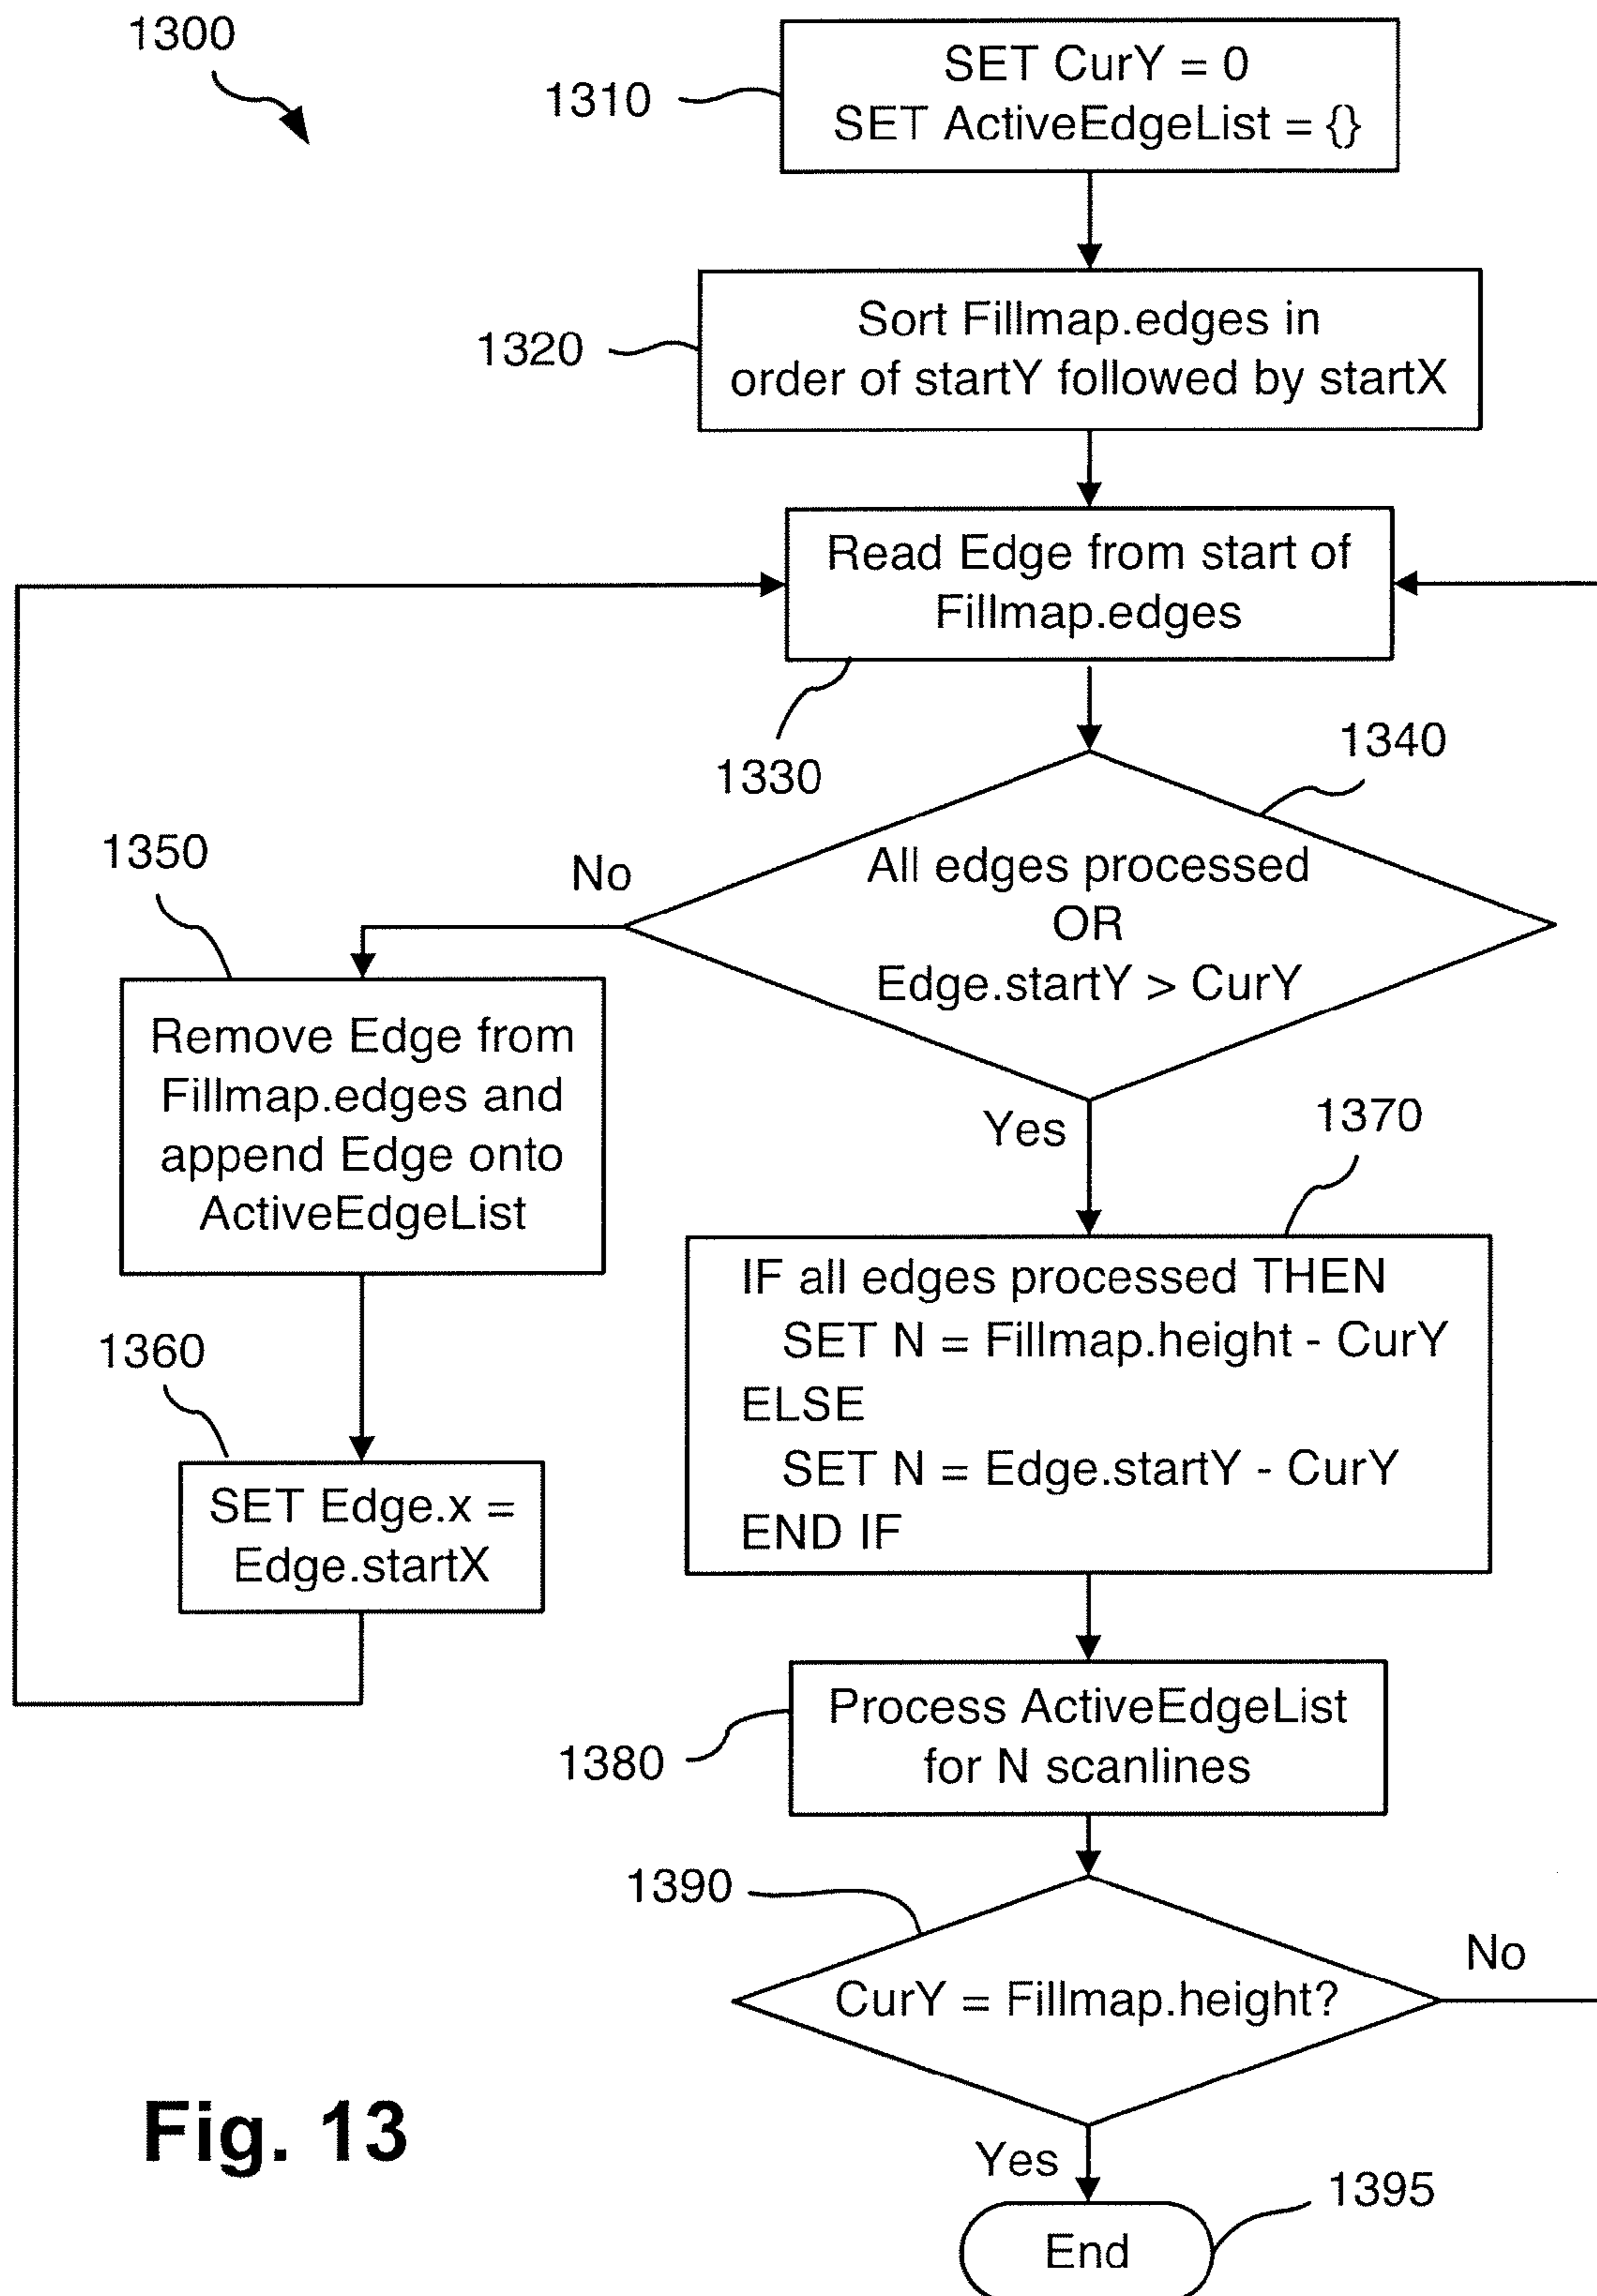 1300
1310
SET CurY = 0
SET ActiveEdgeList = {}
1320
Sort Fillmap.edges in
order of startY followed by startX
Read Edge from start of
Fillmap.edges
1330
1340
All edges processed
OR
Edge.startY > CurY
No
1350
Remove Edge from
Fillmap.edges and
append Edge onto
ActiveEdgeList
1360
SET Edge.x =
Edge.startX
Yes
1370
IF all edges processed THEN
SET N = Fillmap.height - CurY
ELSE
SET N = Edge.startY - CurY
END IF
1380
Process ActiveEdgeList
for N scanlines
1390
CurY = Fillmap.height?
No
Yes
1395
End
Fig. 13